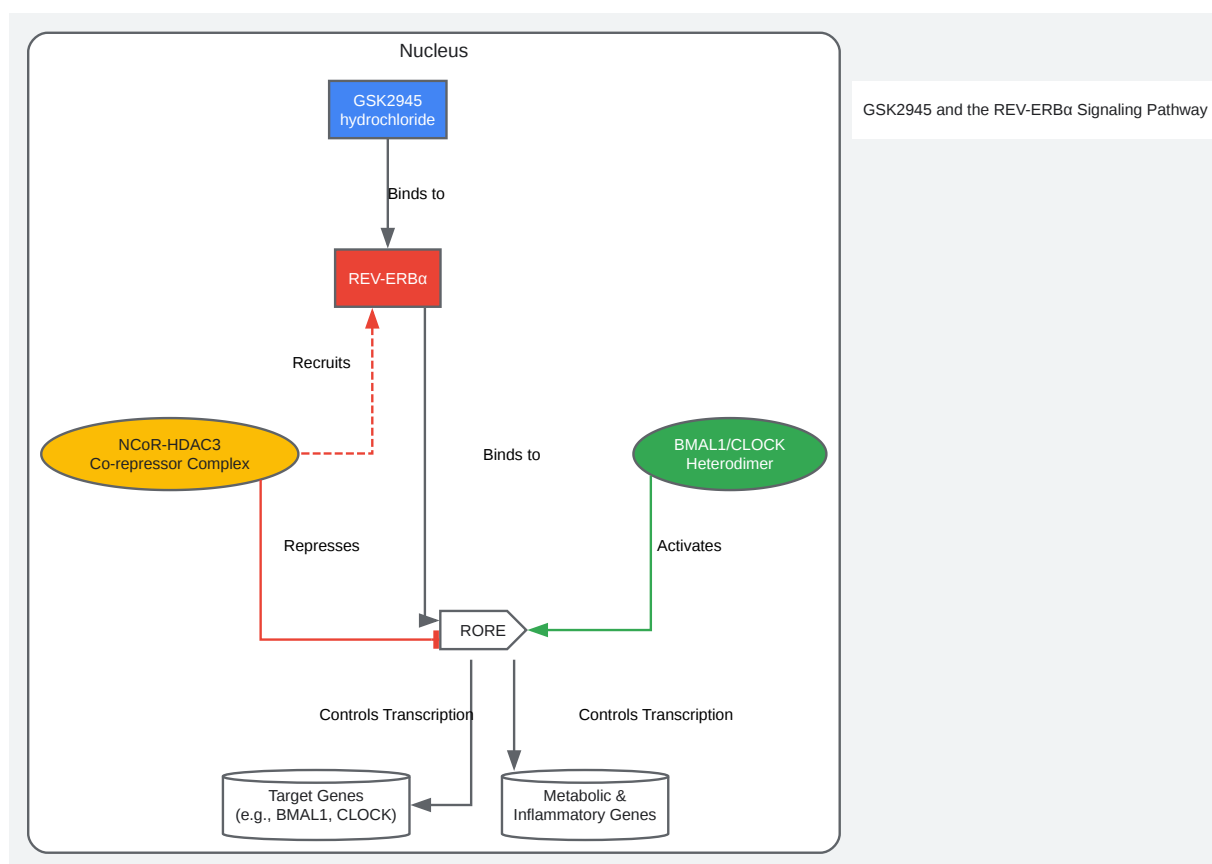 Nucleus
GSK2945
hydrochloride
GSK2945 and the REV-ERBα Signaling Pathway
Binds to
REV-ERBα
Recruits
NCoR-HDAC3
Co-repressor Complex
Binds to
BMAL1/CLOCK
Heterodimer
Represses
Activates
RORE
Controls Transcription
Controls Transcription
Target Genes
(e.g., BMAL1, CLOCK)
Metabolic &
Inflammatory Genes